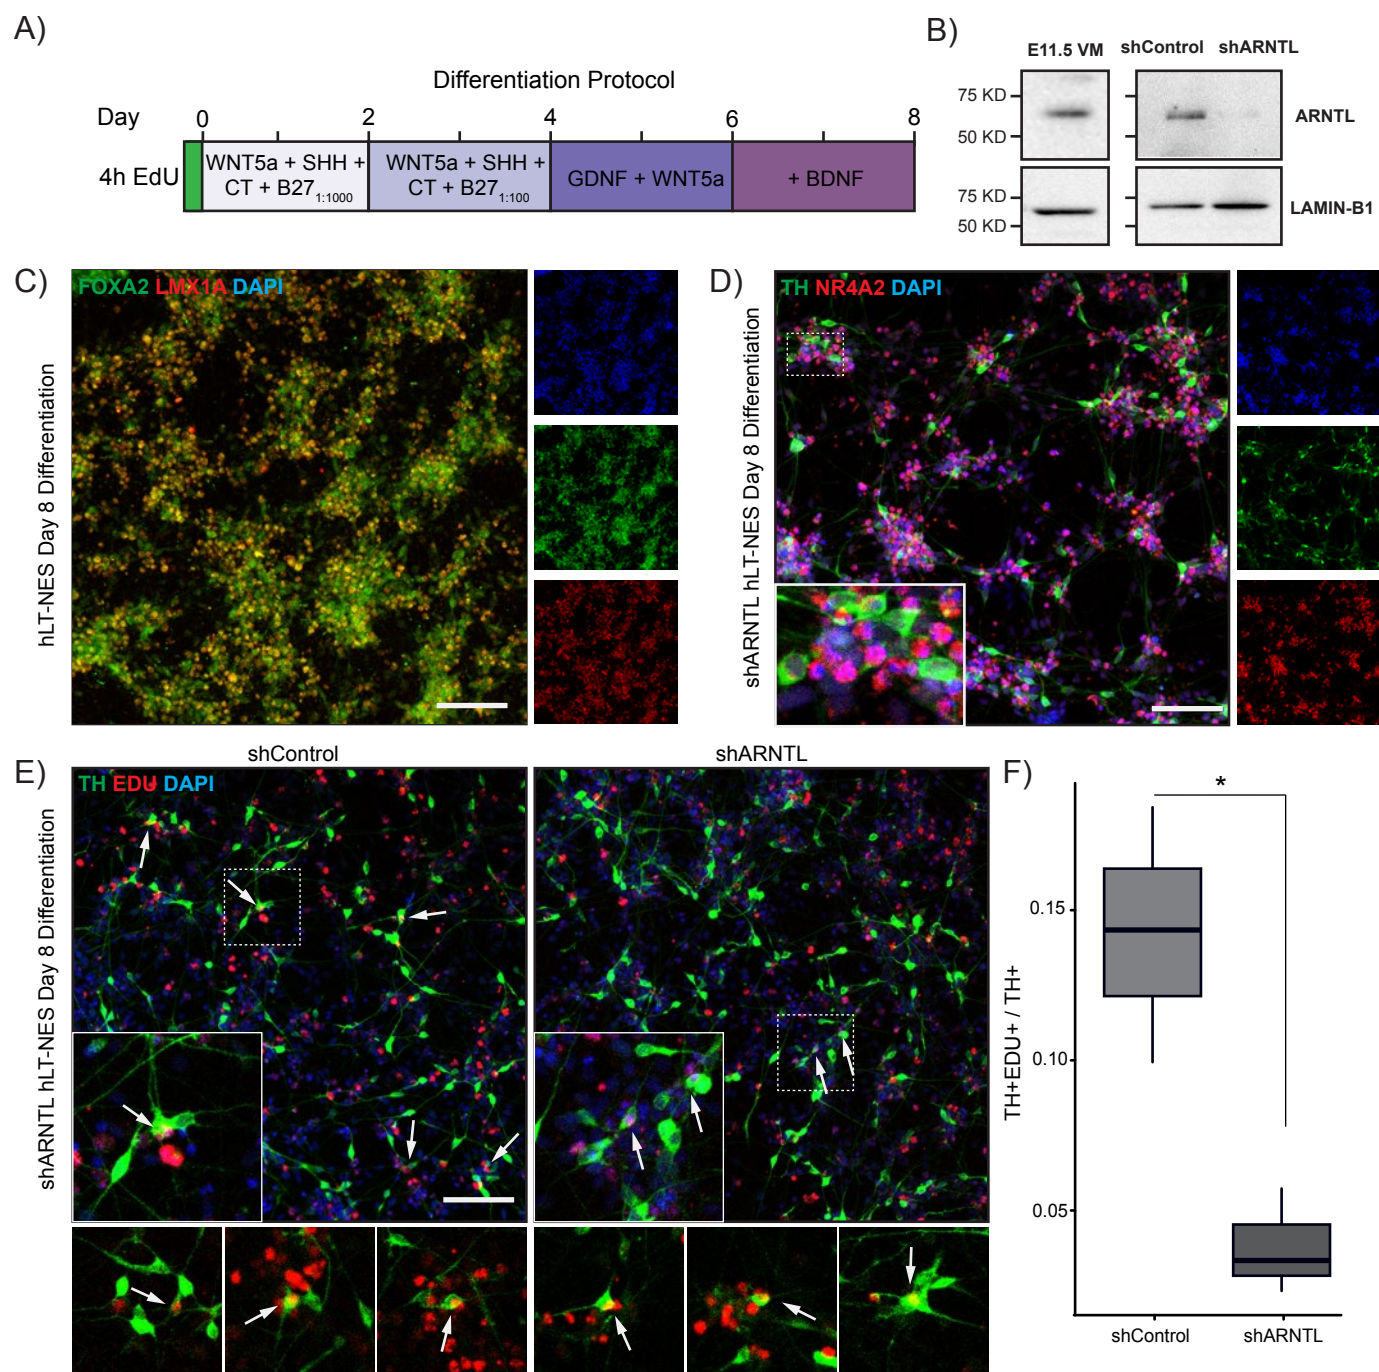 A)
Differentiation Protocol
Day 0 2 4 6 8
4h EdU
WNT5a + SHH +
CT + B27 1:1000
WNT5a + SHH +
CT + B27 1:100
GDNF + WNT5a
+ BDNF
B)
E11.5 VM shControl shARNTL
75 KD
50 KD
ARNTL
75 KD
50 KD
LAMIN-B1
C)
hLT-NES Day 8 Differentiation
FOXA2 LMX1A DAPI
D)
shARNTL hLT-NES Day 8 Differentiation
TH NR4A2 DAPI
E)
shARNTL hLT-NES Day 8 Differentiation
shControl
shARNTL
TH EDU DAPI
F)
*
TH+EDU+ / TH+
0.15
0.10
0.05
shControl shARNTL